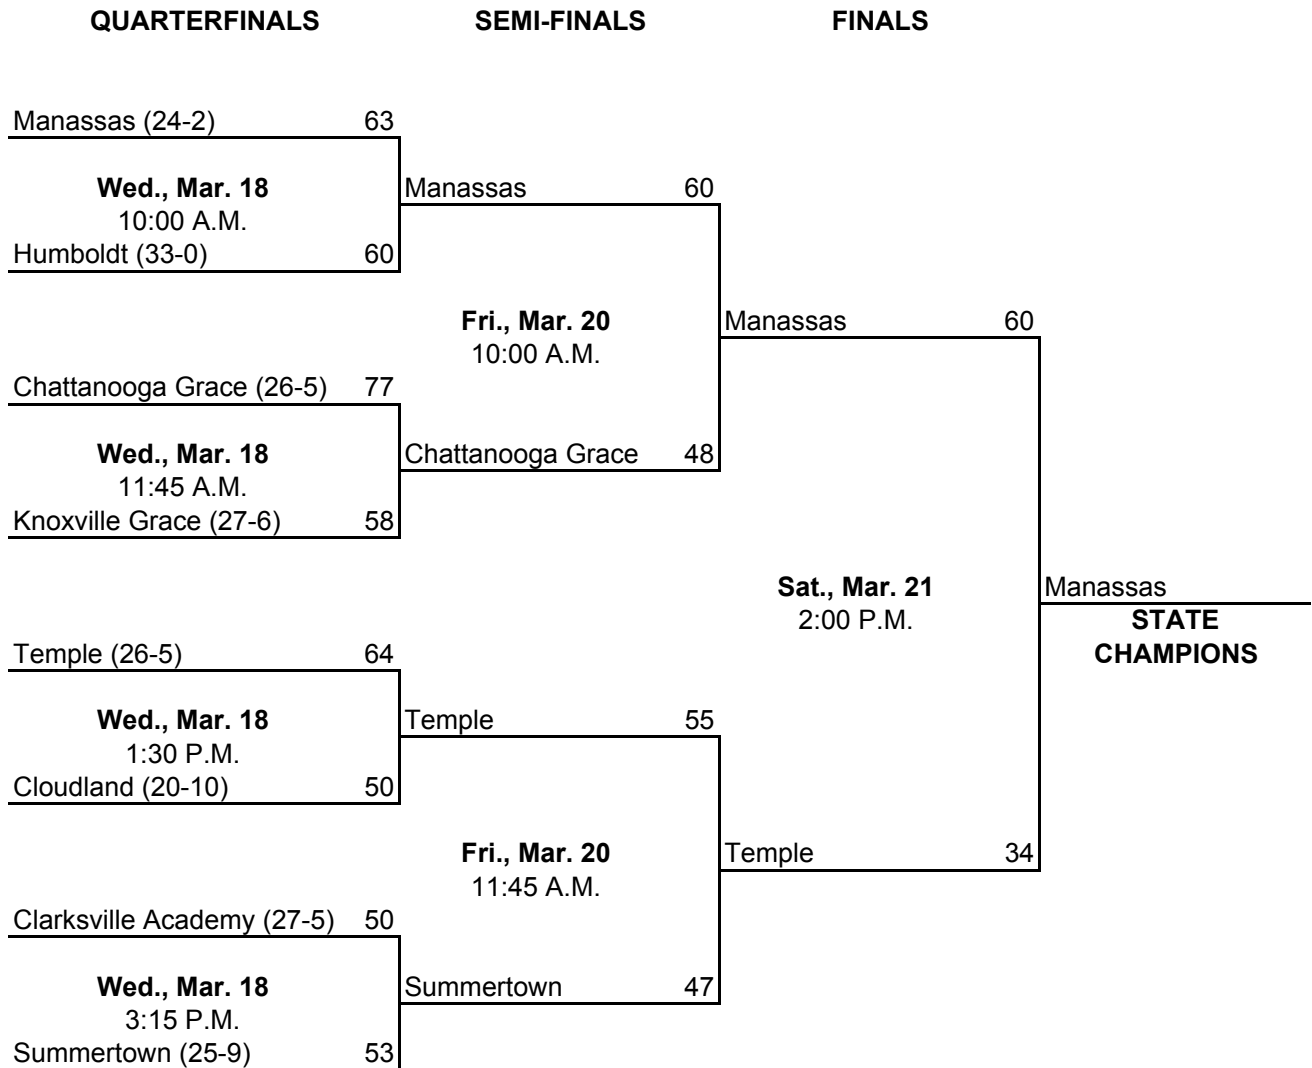 QUARTERFINALS SEMI-FINALS FINALS
Manassas (24-2) 63
Wed., Mar. 18
10:00 A.M.
Humboldt (33-0) 60
Manassas 60
Fri., Mar. 20
10:00 A.M.
Chattanooga Grace (26-5) 77
Wed., Mar. 18
11:45 A.M.
Knoxville Grace (27-6) 58
Chattanooga Grace 48
Manassas 60
Sat., Mar. 21
2:00 P.M.
Manassas
STATE
CHAMPIONS
Temple (26-5) 64
Wed., Mar. 18
1:30 P.M.
Cloudland (20-10) 50
Temple 55
Fri., Mar. 20
11:45 A.M.
Temple 34
Clarksville Academy (27-5) 50
Wed., Mar. 18
3:15 P.M.
Summertown (25-9) 53
Summertown 47